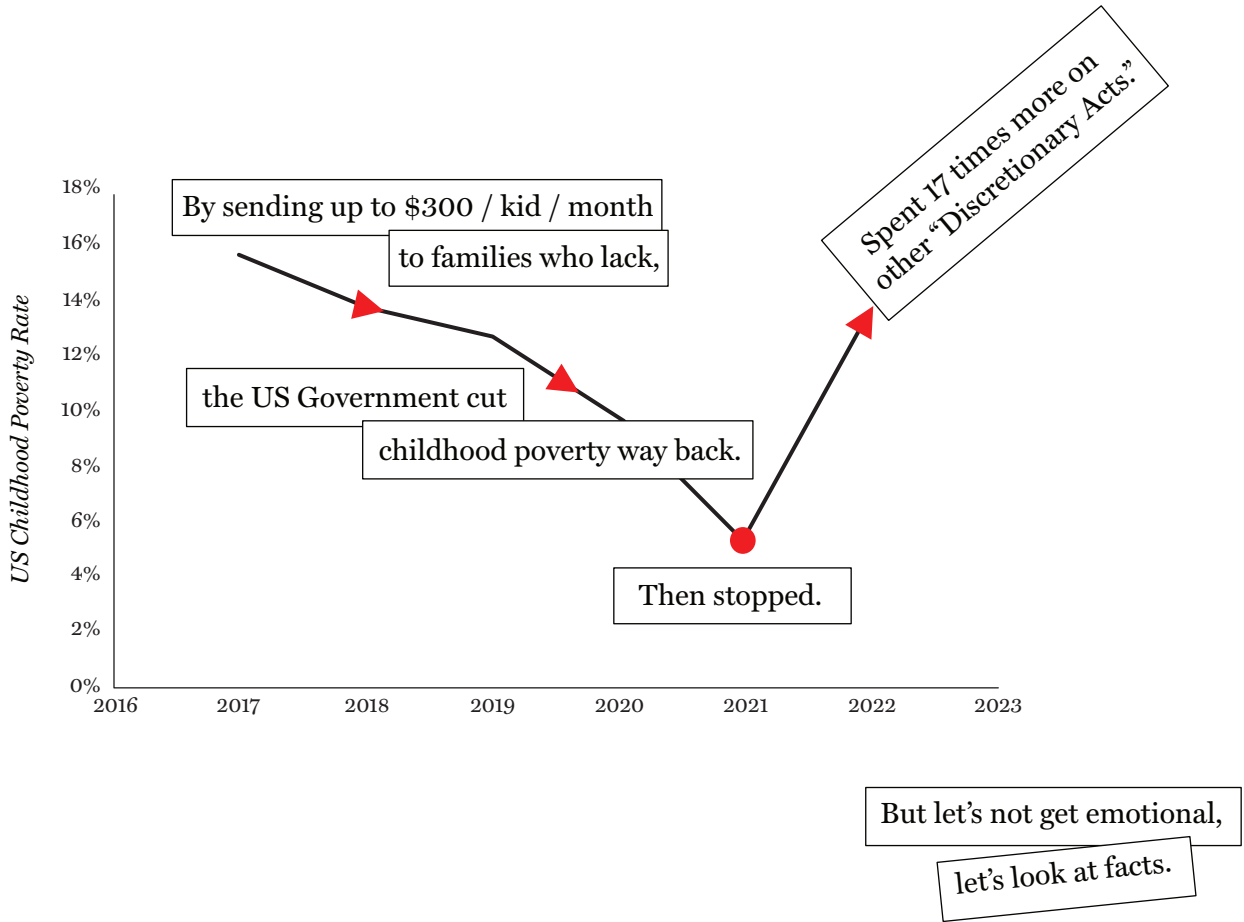 Spent 17 times more on
other “Discretionary Acts.”
By sending up to $300 / kid / month
to families who lack,
the US Government cut
childhood poverty way back.
Then stopped.
US Childhood Poverty Rate
18%
16%
14%
12%
10%
8%
6%
4%
2%
0%
2016 2017 2018 2019 2020 2021 2022 2023
But let’s not get emotional,
let’s look at facts.